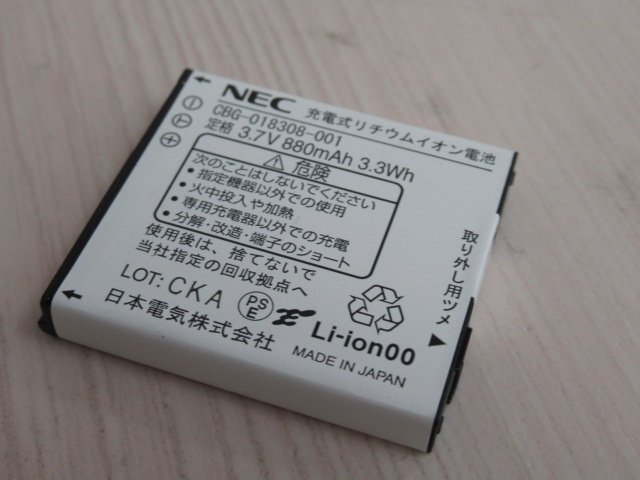 NEC 充電式リチウムイオン電池
CBG-018308-001
定格 3.7V 880mAh 3.3Wh
危険
次のことはしないでください
・指定機器以外での使用
・火中投入や加熱
・専用充電器以外での充電
・分解・改造・端子のショート
使用後は、捨てないで
当社指定の回収拠点へ
LOT: CKA
PS
E
Li-ion00
日本電気株式会社
MADE IN JAPAN
取り外し用ツメ